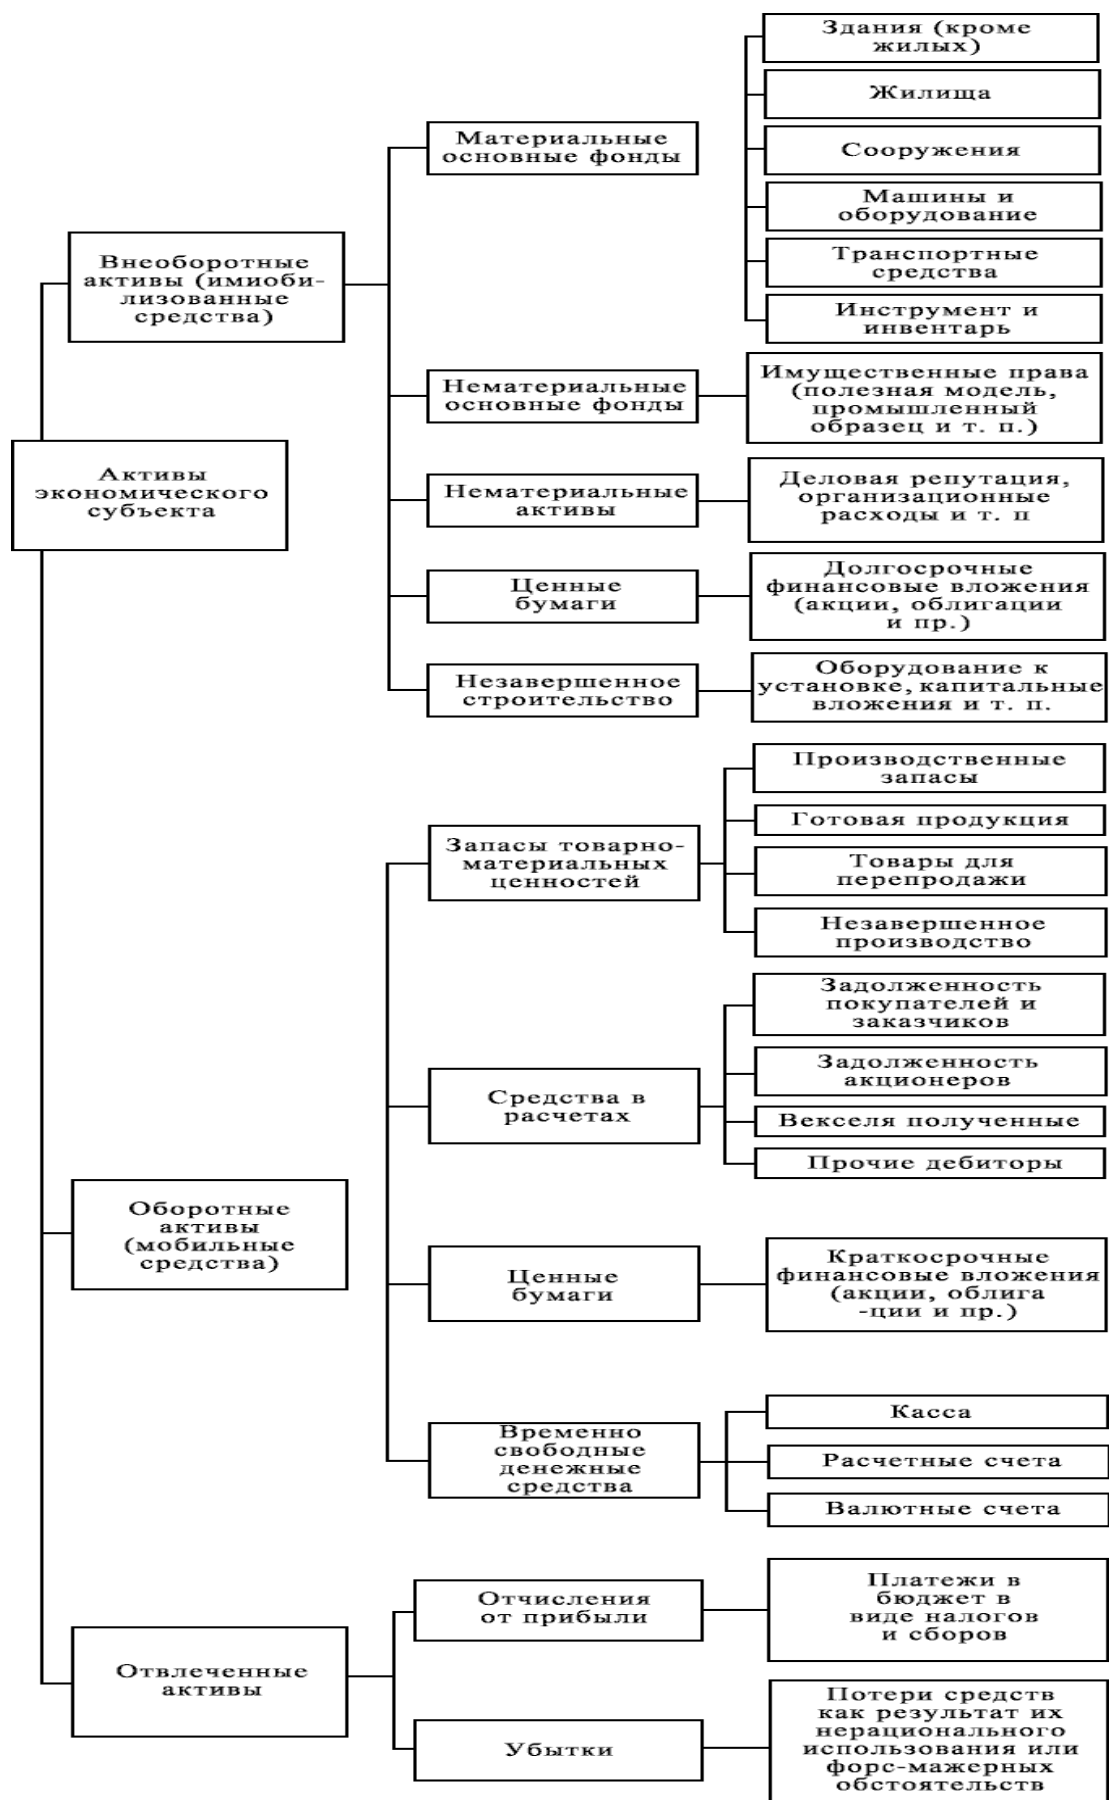 Здания (кроме
жилых)
Жилища
Материальные
основные фонды
Сооружения
Машины и
оборудование
Транспортные
средства
Инструмент и
инвентарь
Внеоборотные
активы (имиоби-
лизованные
средства)
Нематериальные
основные фонды
Имущественные права
(полезная модель,
промышленный
образец и т. п.)
Активы
экономического
субъекта
Нематериальные
активы
Деловая репутация,
организационные
расходы и т. п
Ценные
бумаги
Долгосрочные
финансовые вложения
(акции, облигации
и пр.)
Незавершенное
строительство
Оборудование к
установке, капитальные
вложения и т. п.
Производственные
запасы
Готовая продукция
Запасы товарно-
материальных
ценностей
Товары для
перепродажи
Незавершенное
производство
Задолженность
покупателей и
заказчиков
Задолженность
акционеров
Средства в
расчетах
Векселя полученные
Прочие дебиторы
Оборотные
активы
(мобильные
средства)
Ценные
бумаги
Краткосрочные
финансовые вложения
(акции, облига
-ции и пр.)
Касса
Временно
свободные
денежные
средства
Расчетные счета
Валютные счета
Отчисления
от прибыли
Платежи в
бюджет в
виде налогов
и сборов
Отвлеченные
активы
Убытки
Потери средств
как результат их
нерационального
использования или
форс-мажерных
обстоятельств